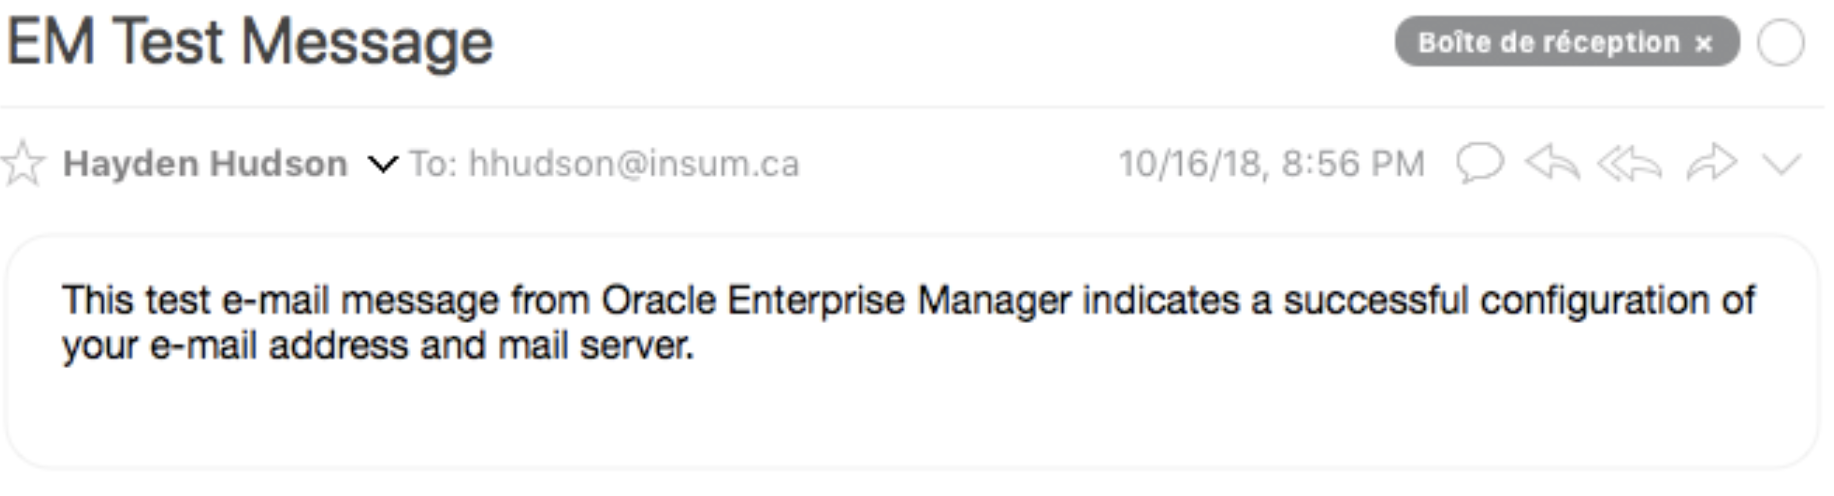 EM Test Message
Boîte de réception ×
Hayden Hudson To: hhudson@insum.ca
10/16/18, 8:56 PM
This test e-mail message from Oracle Enterprise Manager indicates a successful configuration of
your e-mail address and mail server.